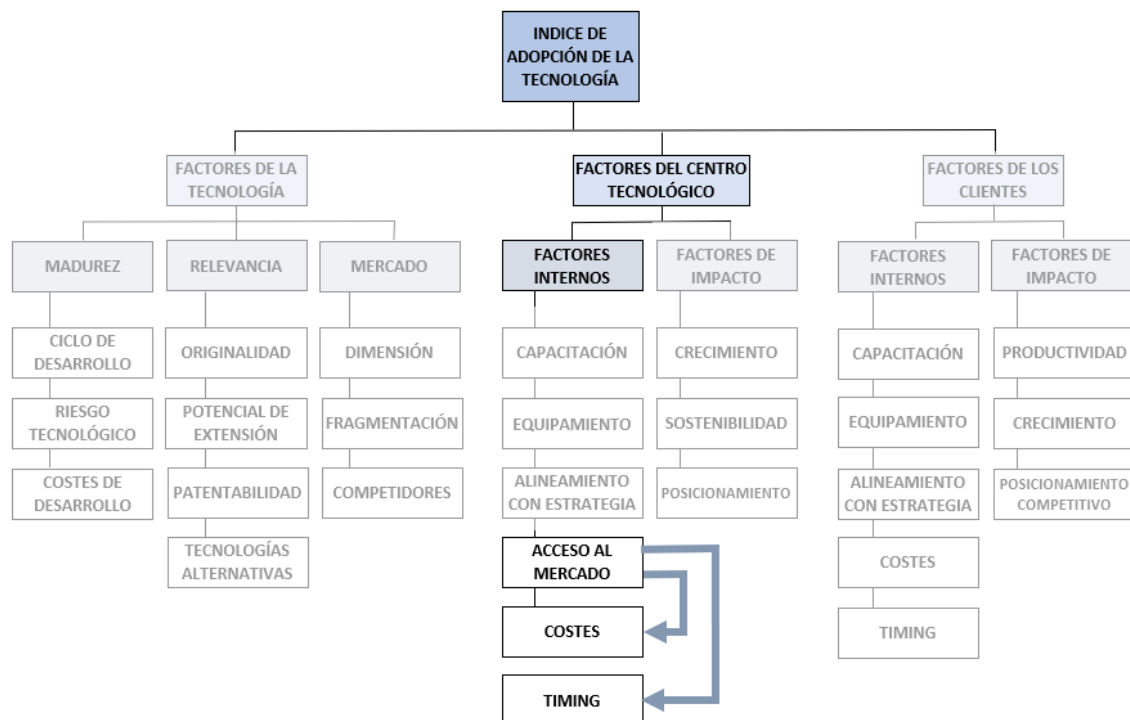 INDICE DE
ADOPCIÓN DE LA
TECNOLOGÍA
FACTORES DE LA
TECNOLOGÍA
FACTORES DEL CENTRO
TECNOLÓGICO
FACTORES DE LOS
CLIENTES
MADUREZ
RELEVANCIA
MERCADO
FACTORES
INTERNOS
FACTORES DE
IMPACTO
FACTORES
INTERNOS
FACTORES DE
IMPACTO
CICLO DE
DESARROLLO
ORIGINALIDAD
DIMENSIÓN
CAPACITACIÓN
CRECIMIENTO
CAPACITACIÓN
PRODUCTIVIDAD
RIESGO
TECNOLÓGICO
POTENCIAL DE
EXTENSIÓN
FRAGMENTACIÓN
EQUIPAMIENTO
SOSTENIBILIDAD
EQUIPAMIENTO
CRECIMIENTO
COSTES DE
DESARROLLO
PATENTABILIDAD
COMPETIDORES
ALINEAMIENTO
CON ESTRATEGIA
POSICIONAMIENTO
ALINEAMIENTO
CON ESTRATEGIA
POSICIONAMIENTO
COMPETITIVO
TECNOLOGÍAS
ALTERNATIVAS
ACCESO AL
MERCADO
COSTES
COSTES
TIMING
TIMING